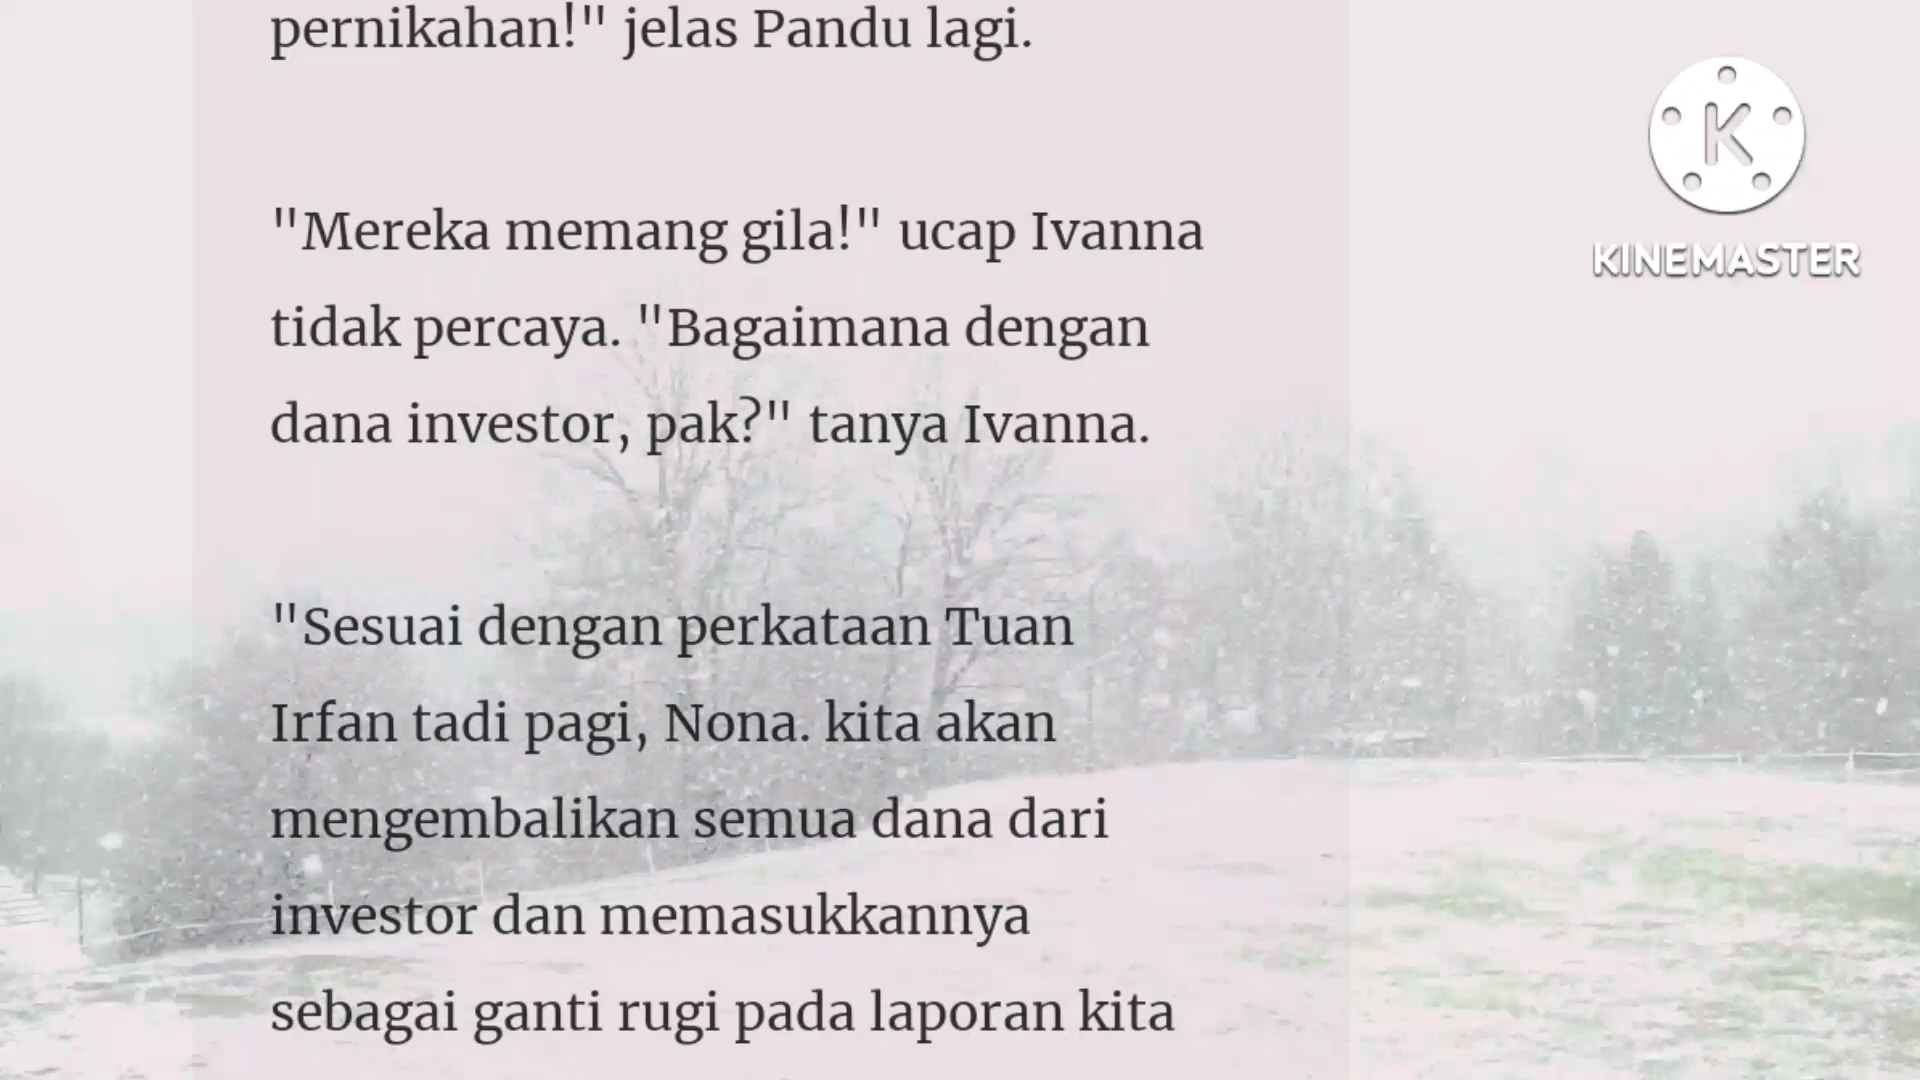 pernikahan!" jelas Pandu lagi.
"Mereka memang gila!" ucap Ivanna
tidak percaya. "Bagaimana dengan
dana investor, pak?" tanya Ivanna.
"Sesuai dengan perkataan Tuan
Irfan tadi pagi, Nona. kita akan
mengembalikan semua dana dari
investor dan memasukkannya
sebagai ganti rugi pada laporan kita
K
KINEMASTER